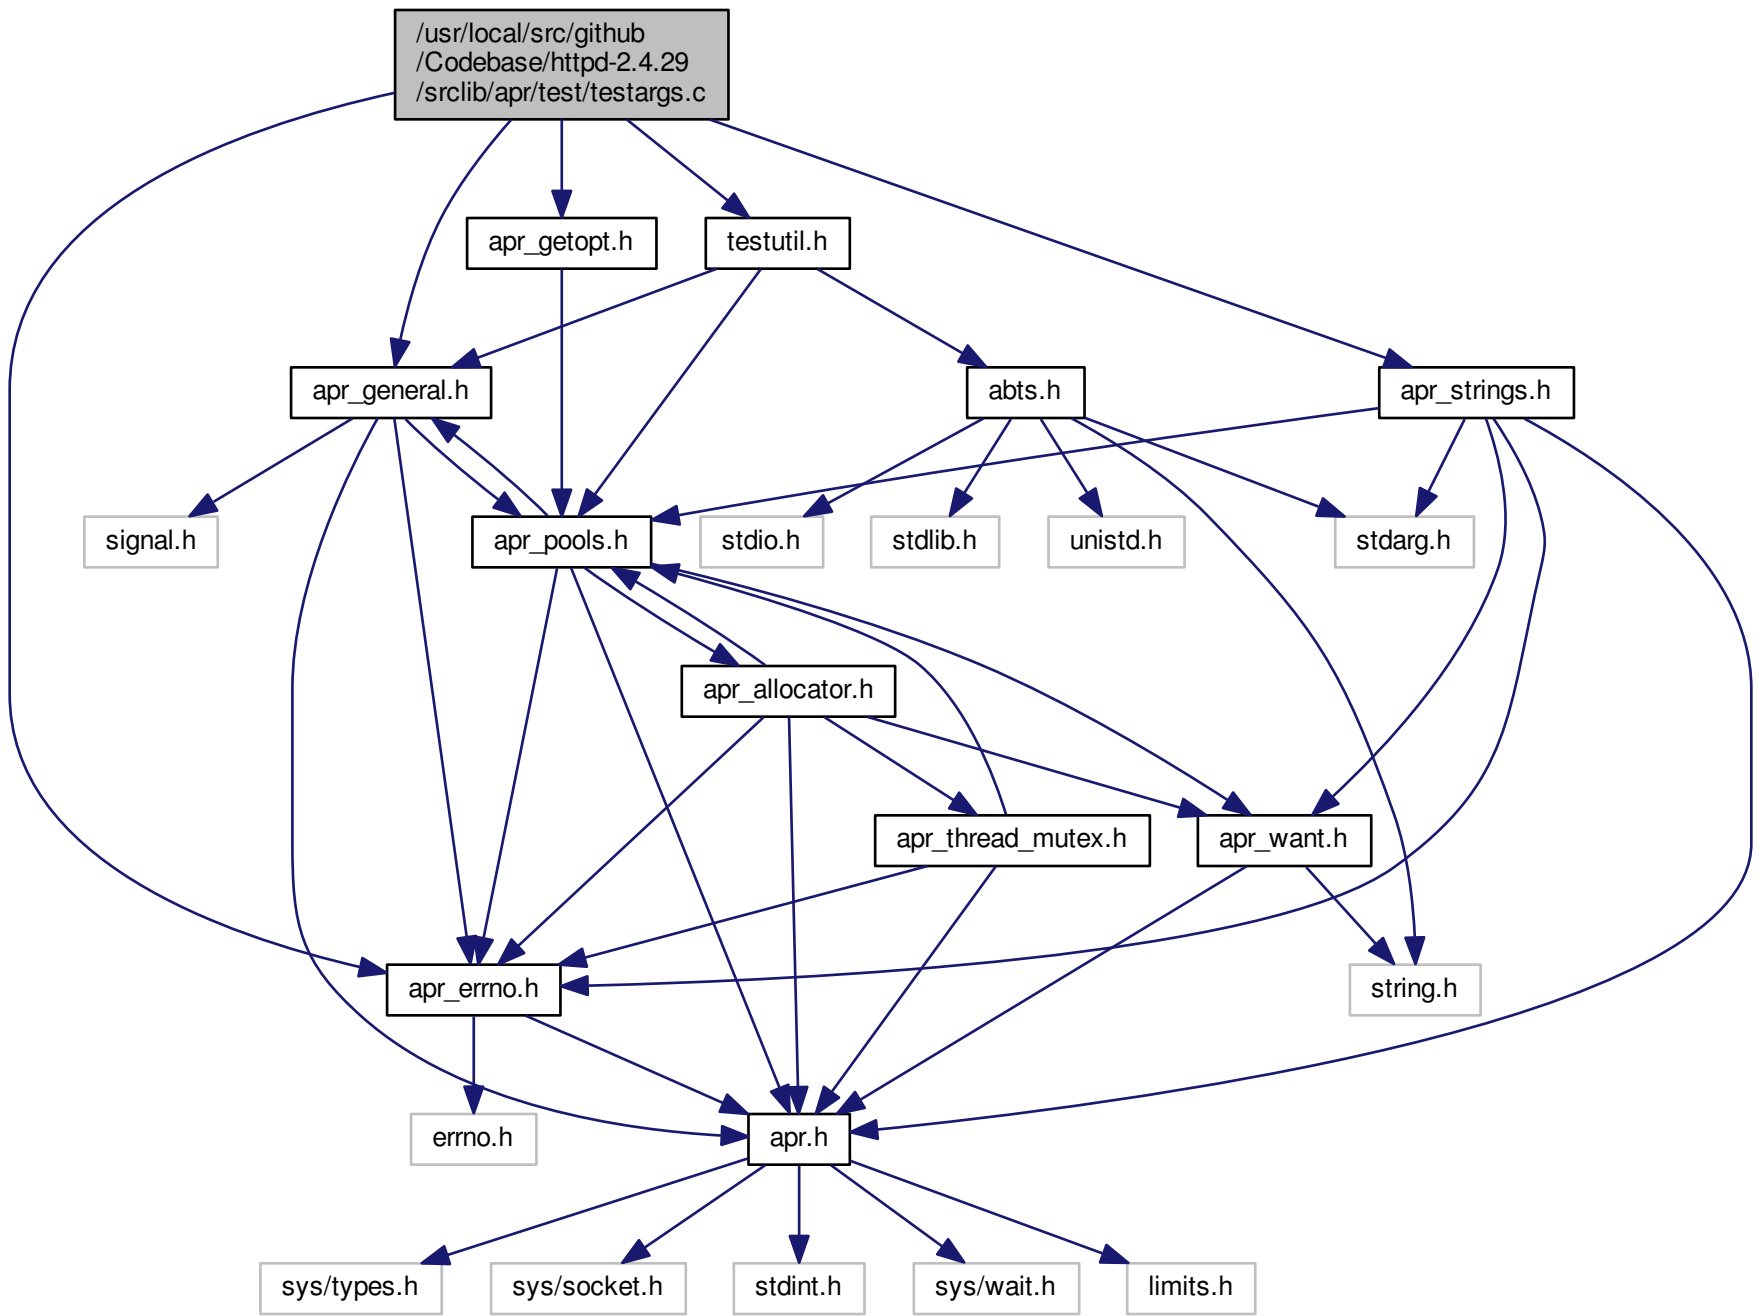 /usr/local/src/github
/Codebase/httpd-2.4.29
/srclib/apr/test/testargs.c
apr_getopt.h
testutil.h
apr_general.h
abts.h
apr_strings.h
signal.h
apr_pools.h
stdio.h
stdlib.h
unistd.h
stdarg.h
apr_allocator.h
apr_thread_mutex.h
apr_want.h
apr_errno.h
string.h
errno.h
apr.h
sys/types.h
sys/socket.h
stdint.h
sys/wait.h
limits.h